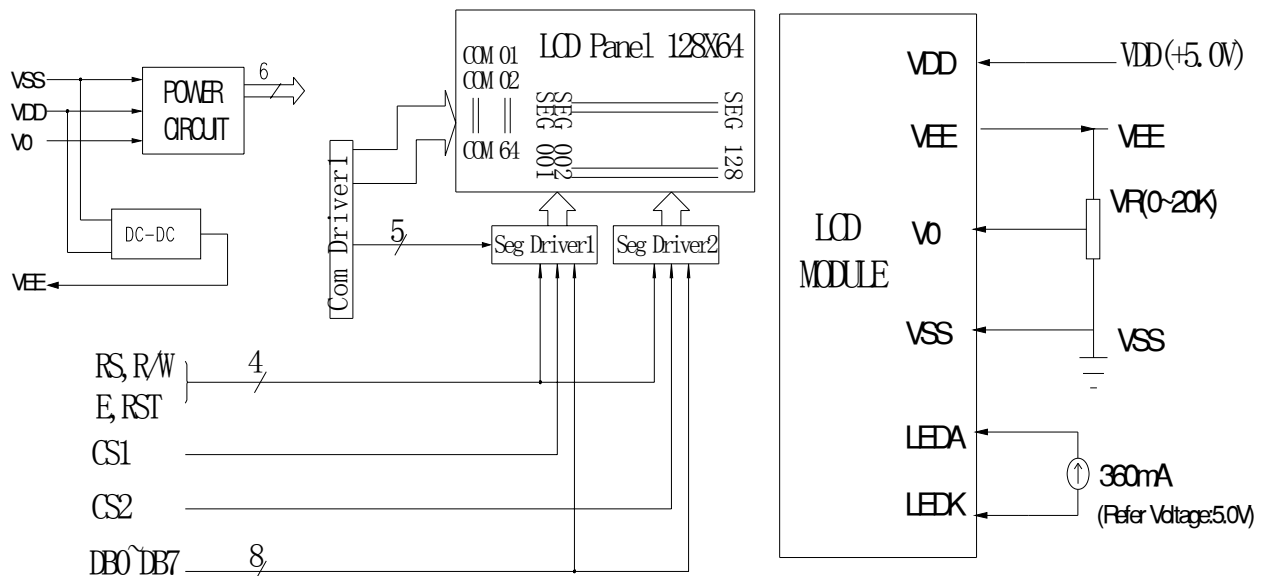 VSS
VDD
V0
POWER
CIRCUIT
6
DC-DC
VEE
Com Driver1
5
LCD Panel 128X64
COM 01
COM 02
COM 64
SEG 001
SEG 002
SEG 128
Seg Driver1
Seg Driver2
RS, R/W
E, RST
4
CS1
CS2
DB0~DB7
8
LCD
MODULE
VDD
VDD(+5.0V)
VEE
VEE
VR(0~20K)
V0
VSS
VSS
LEDA
360mA
LEDK
(Refer Voltage:5.0V)